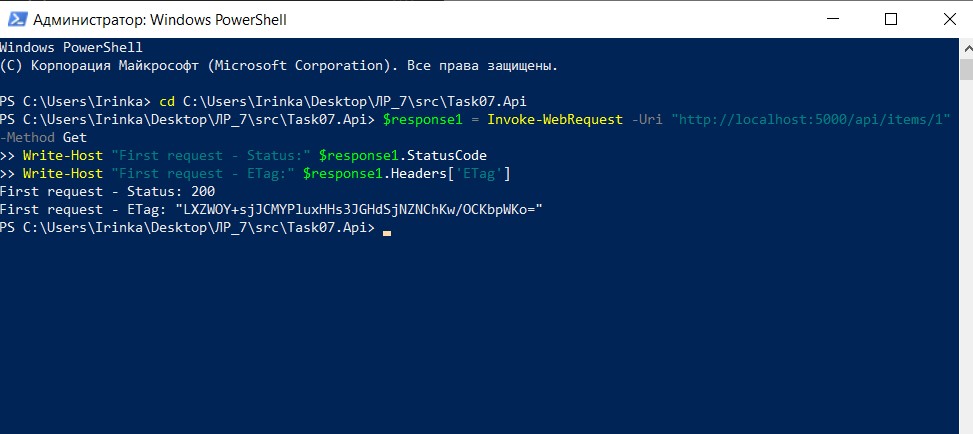 Администратор: Windows PowerShell
Windows PowerShell
(C) Корпорация Майкрософт (Microsoft Corporation). Все права защищены.
PS C:\Users\Irinka> cd C:\Users\Irinka\Desktop\ЛР_7\src\Task07.Api
PS C:\Users\Irinka\Desktop\ЛР_7\src\Task07.Api> $response1 = Invoke-WebRequest -Uri "http://localhost:5000/api/items/1"
-Method Get
>> Write-Host "First request - Status:" $response1.StatusCode
>> Write-Host "First request - ETag:" $response1.Headers['ETag']
First request - Status: 200
First request - ETag: "LXZWOY+sjJCMYPluxHHs3JGHdSjNZNChKw/OCKbpWKo="
PS C:\Users\Irinka\Desktop\ЛР_7\src\Task07.Api>